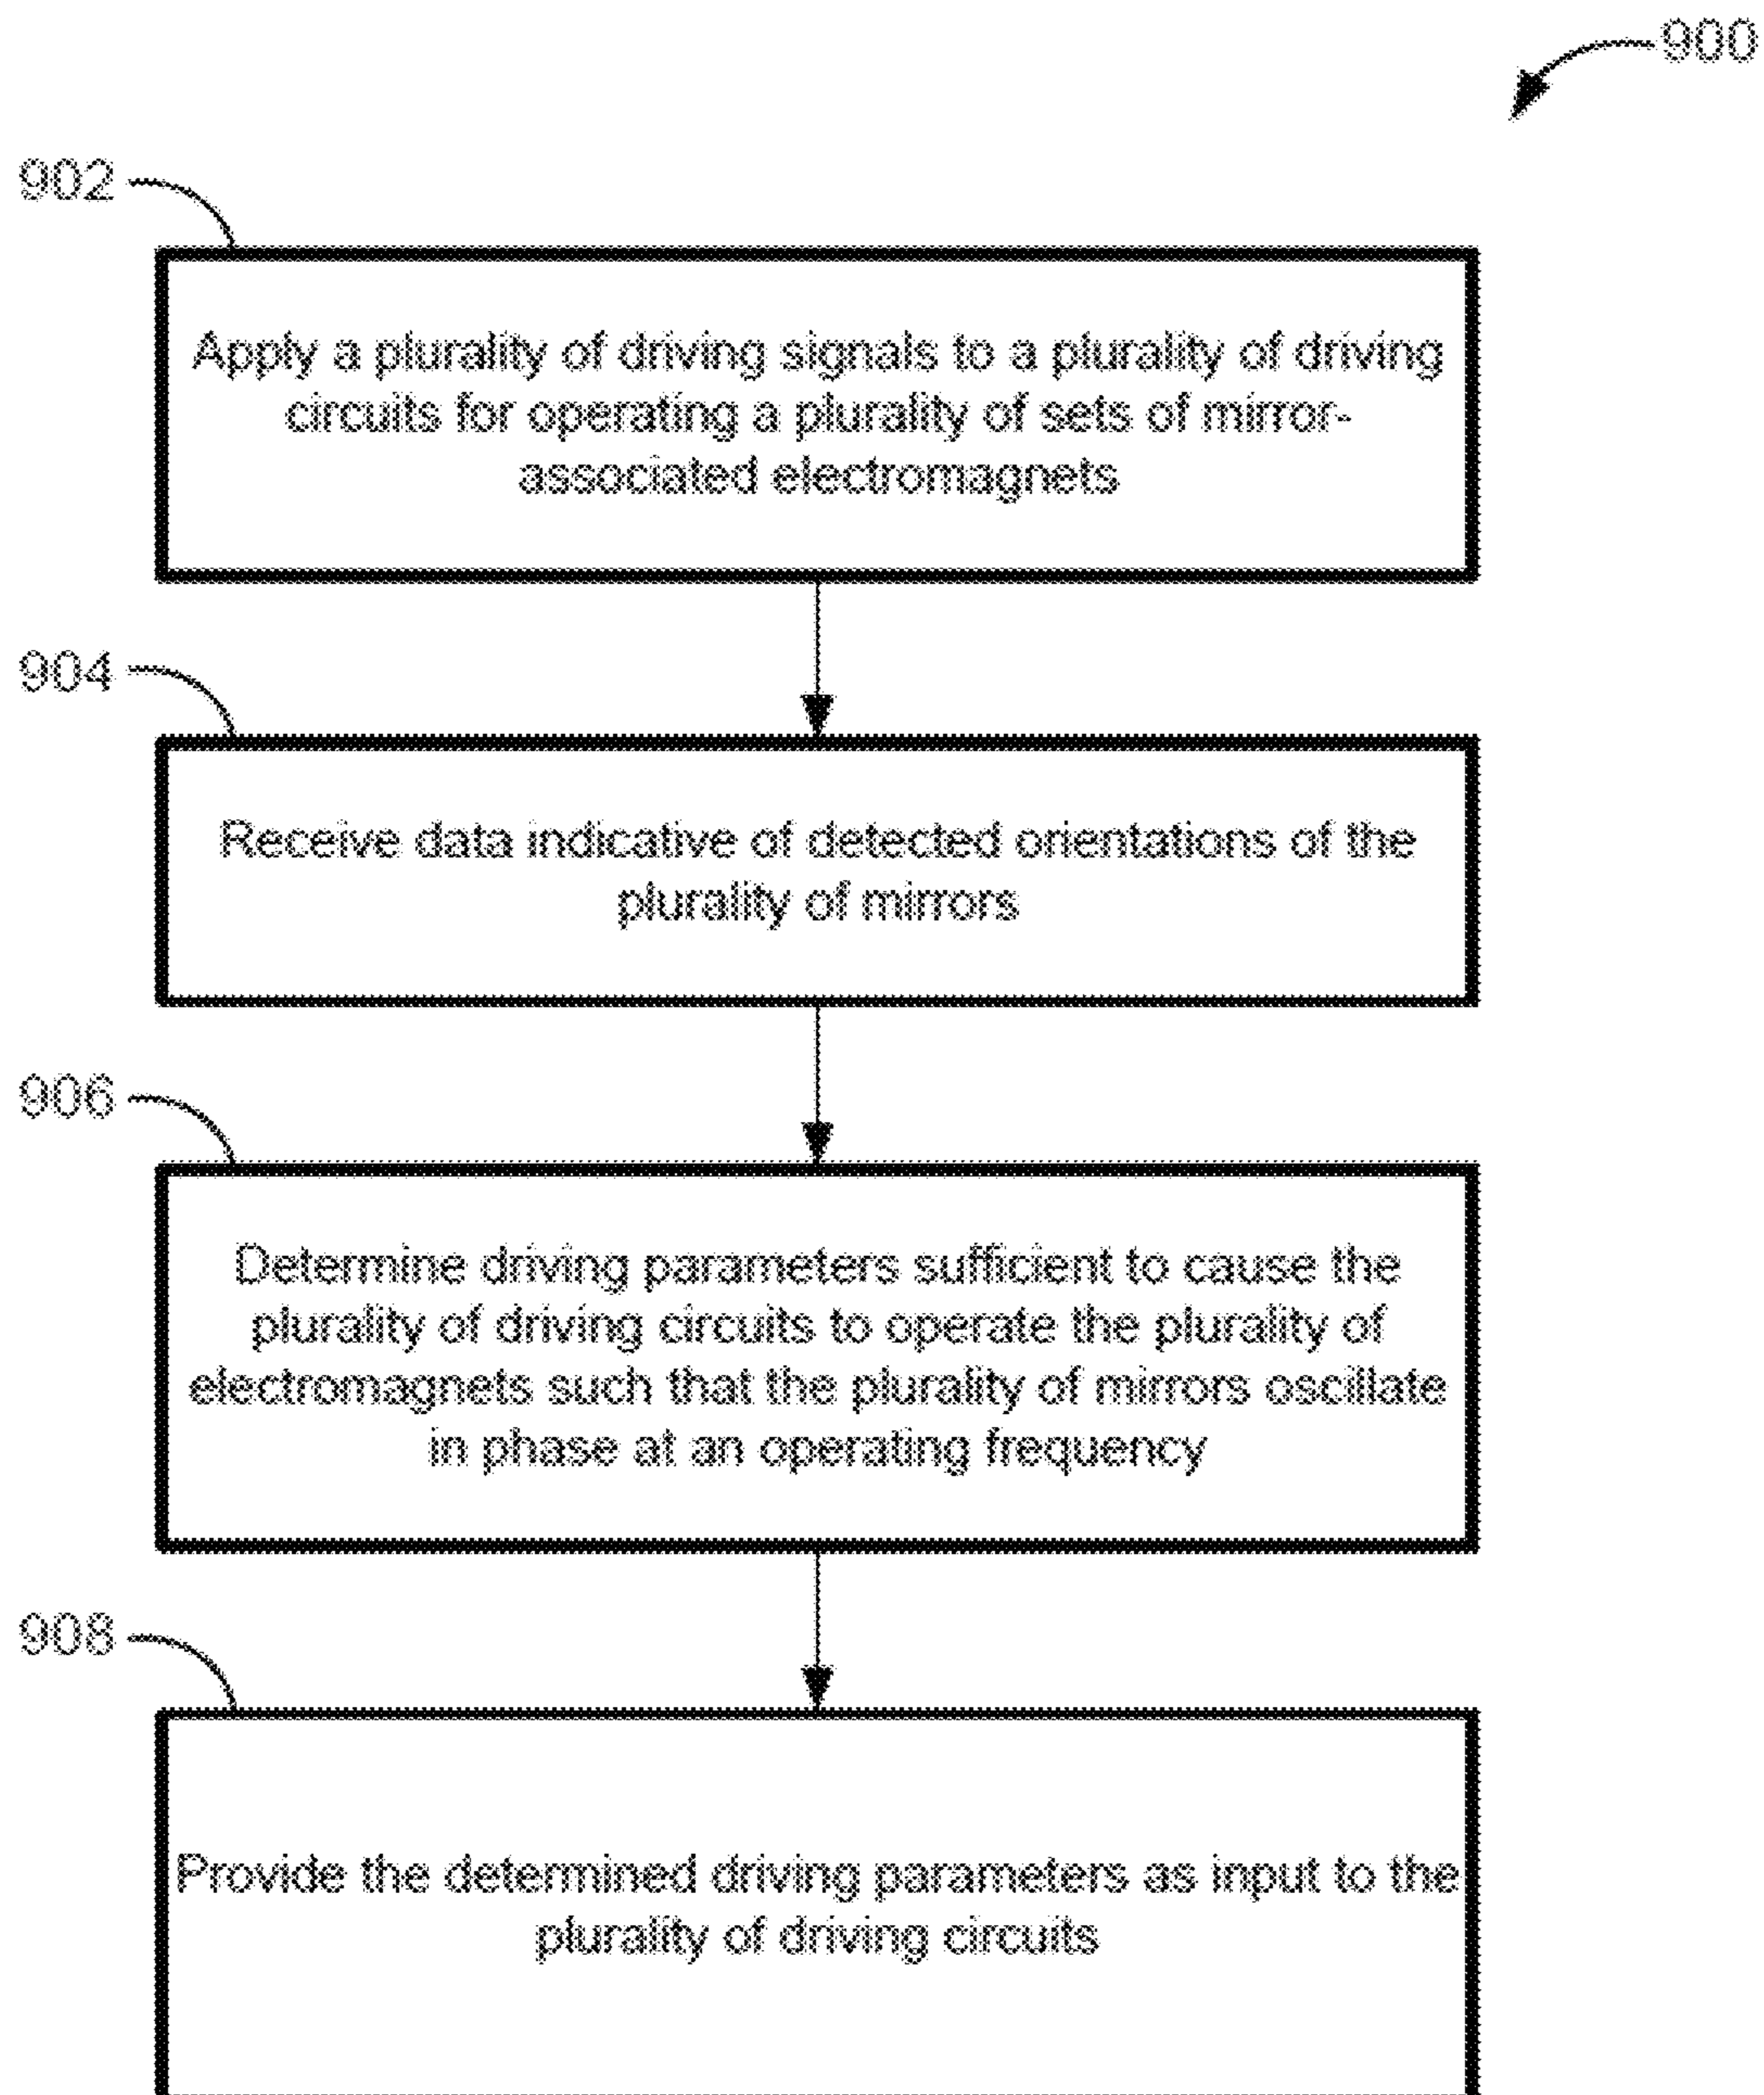 900
902
Apply a plurality of driving signals to a plurality of driving
circuits for operating a plurality of sets of mirror-
associated electromagnets
904
Receive data indicative of detected orientations of the
plurality of mirrors
906
Determine driving parameters sufficient to cause the
plurality of driving circuits to operate the plurality of
electromagnets such that the plurality of mirrors oscillate
in phase at an operating frequency
908
Provide the determined driving parameters as input to the
plurality of driving circuits